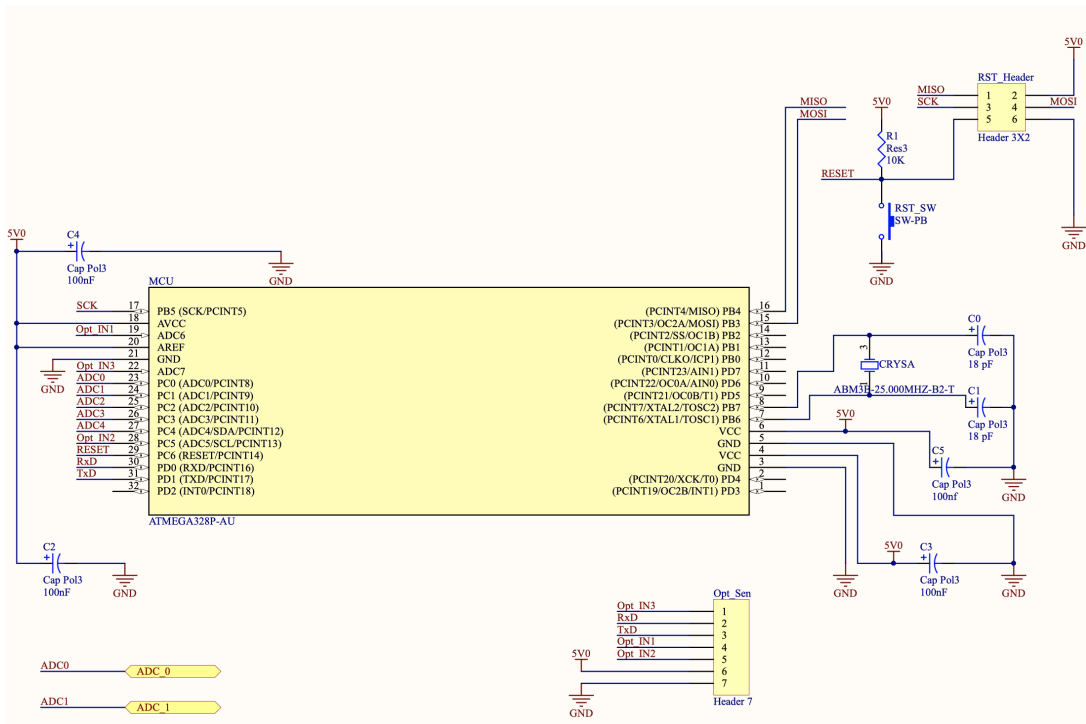 5V0
RST_Header
MISO
1
2
SCK
3
4
MOSI
5
6
Header 3X2
GND
MISO
MOSI
5V0
R1
Res3
10K
RESET
RST_SW
SW-PB
GND
5V0
C4
+
Cap Pol3
100nF
GND
MCU
SCK
17
PB5 (SCK/PCINT5)
18
AVCC
Opt_IN1
19
ADC6
20
AREF
21
GND
GND
Opt_IN3
22
ADC7
ADC0
23
PC0 (ADC0/PCINT8)
ADC1
24
PC1 (ADC1/PCINT9)
ADC2
25
PC2 (ADC2/PCINT10)
ADC3
26
PC3 (ADC3/PCINT11)
ADC4
27
PC4 (ADC4/SDA/PCINT12)
Opt_IN2
28
PC5 (ADC5/SCL/PCINT13)
RESET
29
PC6 (RESET/PCINT14)
RxD
30
PD0 (RXD/PCINT16)
TxD
31
PD1 (TXD/PCINT17)
32
PD2 (INT0/PCINT18)
(PCINT4/MISO) PB4
16
(PCINT3/OC2A/MOSI) PB3
15
(PCINT2/SS/OC1B) PB2
14
(PCINT1/OC1A) PB1
13
(PCINT0/CLKO/ICP1) PB0
12
(PCINT23/AIN1) PD7
11
(PCINT22/OC0A/AIN0) PD6
10
(PCINT21/OC0B/T1) PD5
9
(PCINT7/XTAL2/TOSC2) PB7
8
(PCINT6/XTAL1/TOSC1) PB6
7
VCC
6
GND
5
VCC
4
GND
3
(PCINT20/XCK/T0) PD4
2
(PCINT19/OC2B/INT1) PD3
1
ATMEGA328P-AU
3
CRYSA
1
ABM3B-25.000MHZ-B2-T
C0
+
Cap Pol3
18 pF
C1
+
Cap Pol3
18 pF
5V0
C5
+
Cap Pol3
100nf
GND
C2
+
Cap Pol3
100nF
GND
GND
5V0
C3
+
Cap Pol3
100nF
GND
Opt_Sen
Opt_IN3
1
RxD
2
TxD
3
Opt_IN1
4
Opt_IN2
5
5V0
6
7
GND
Header 7
ADC0
ADC_0
ADC1
ADC_1